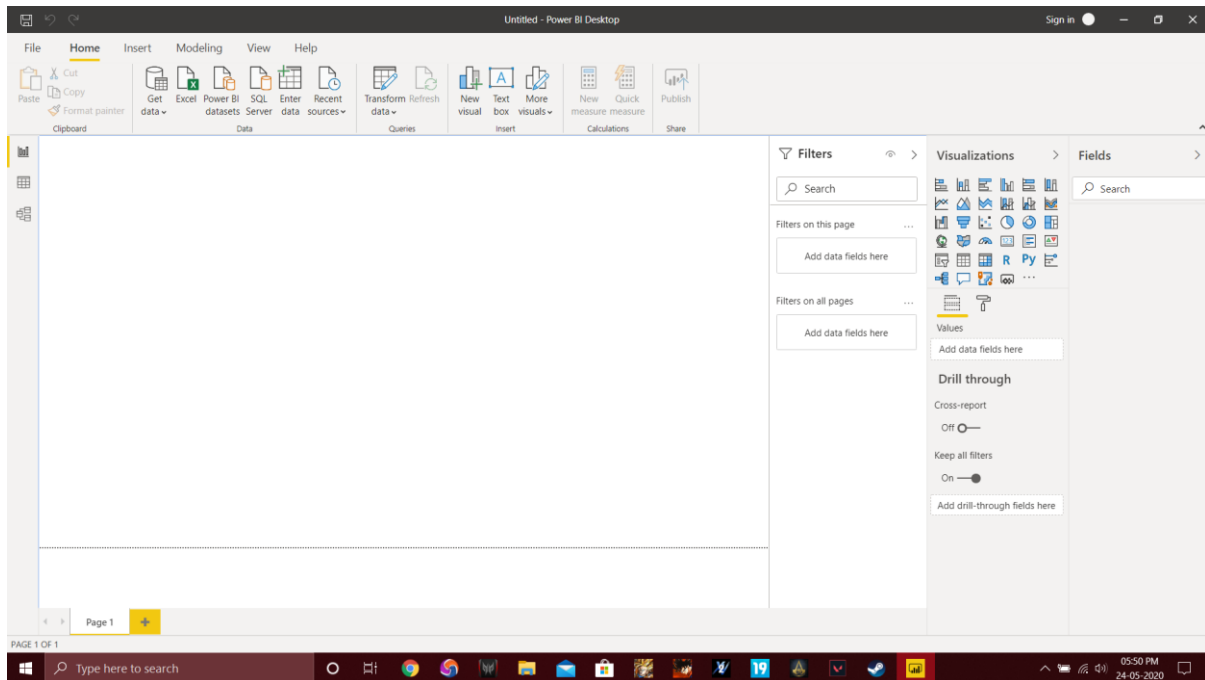 Untitled - Power BI Desktop
Sign in
File Home Insert Modeling View Help
Paste
Cut
Copy
Format painter
Clipboard
Get data
Excel
Power BI datasets
SQL Server
Enter data
Recent sources
Data
Transform data
Refresh
Queries
New visual
Text box
More visuals
Insert
New measure
Quick measure
Calculations
Publish
Share
Filters
Search
Filters on this page
Add data fields here
Filters on all pages
Add data fields here
Visualizations
R Py
Values
Add data fields here
Drill through
Cross-report
Off
Keep all filters
On
Add drill-through fields here
Fields
Search
Page 1
PAGE 1 OF 1
Type here to search
19
05:50 PM
24-05-2020